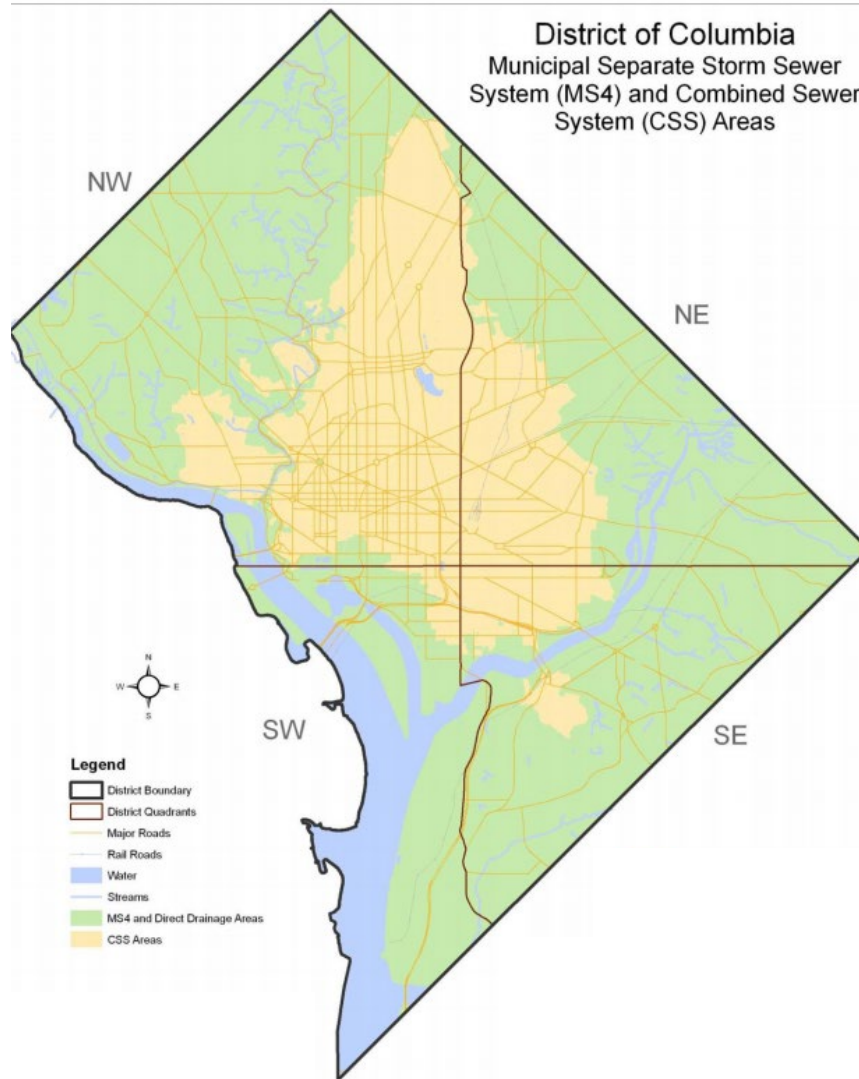 District of Columbia
Municipal Separate Storm Sewer
System (MS4) and Combined Sewer
System (CSS) Areas
NW
NE
N
W E
S
SW
SE
Legend
District Boundary
District Quadrants
Major Roads
Rail Roads
Water
Streams
MS4 and Direct Drainage Areas
CSS Areas